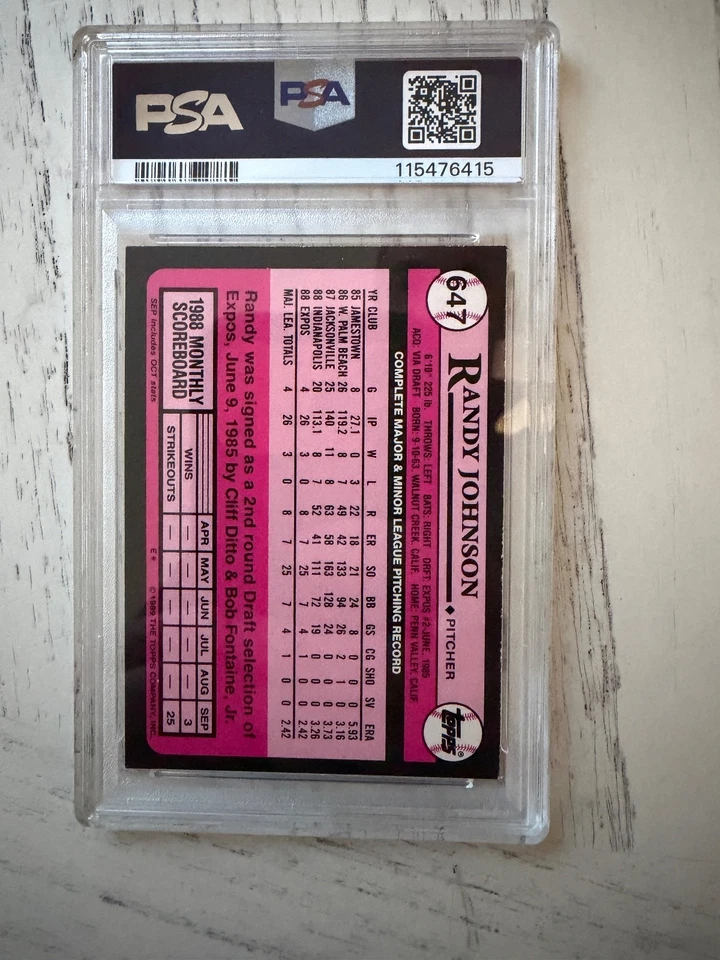 PSA
PSA
115476415
647
RANDY JOHNSON ◆ PITCHER
topps®
6'10" 225 lb. THROWS: LEFT BATS: RIGHT DRFT: EXPOS #2-JUNE, 1985
ACQ: VIA DRAFT BORN: 9-10-63, WALNUT CREEK, CALIF. HOME: PENN VALLEY, CALIF.
COMPLETE MAJOR & MINOR LEAGUE PITCHING RECORD
YR CLUB G IP W L R ER SO BB GS CG SHO SV ERA
85 JAMESTOWN 8 27.1 0 3 22 18 21 24 8 0 0 0 5.93
86 W. PALM BEACH 26 119.2 8 7 49 42 133 94 26 2 1 0 3.16
87 JACKSONVILLE 25 140 11 8 63 58 163 128 24 0 0 0 3.73
88 INDIANAPOLIS 20 113.1 8 7 52 41 111 72 19 0 0 0 3.26
88 EXPOS 4 26 3 0 8 7 25 7 4 1 0 0 2.42
MAJ. LEA. TOTALS 4 26 3 0 8 7 25 7 4 1 0 0 2.42
Randy was signed as a 2nd round Draft selection of
Expos, June 9, 1985 by Cliff Ditto & Bob Fontaine, Jr.
1988 MONTHLY
SCOREBOARD
APR MAY JUN JUL AUG SEP
WINS — — — — — 3
STRIKEOUTS — — — — — 25
SEP includes OCT stats
E* © 1989 THE TOPPS COMPANY, INC.